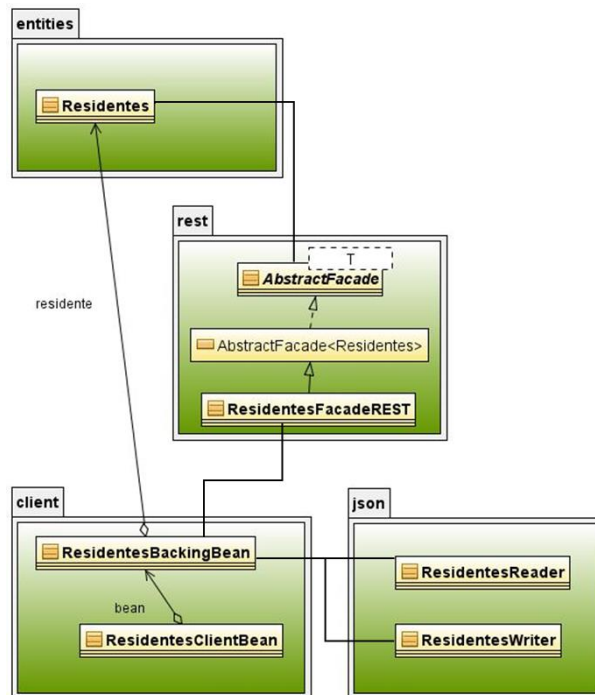 entities
Residentes
rest
T
AbstractFacade
residente
AbstractFacade<Residentes>
ResidentesFacadeREST
client
json
ResidentesBackingBean
ResidentesReader
bean
ResidentesClientBean
ResidentesWriter